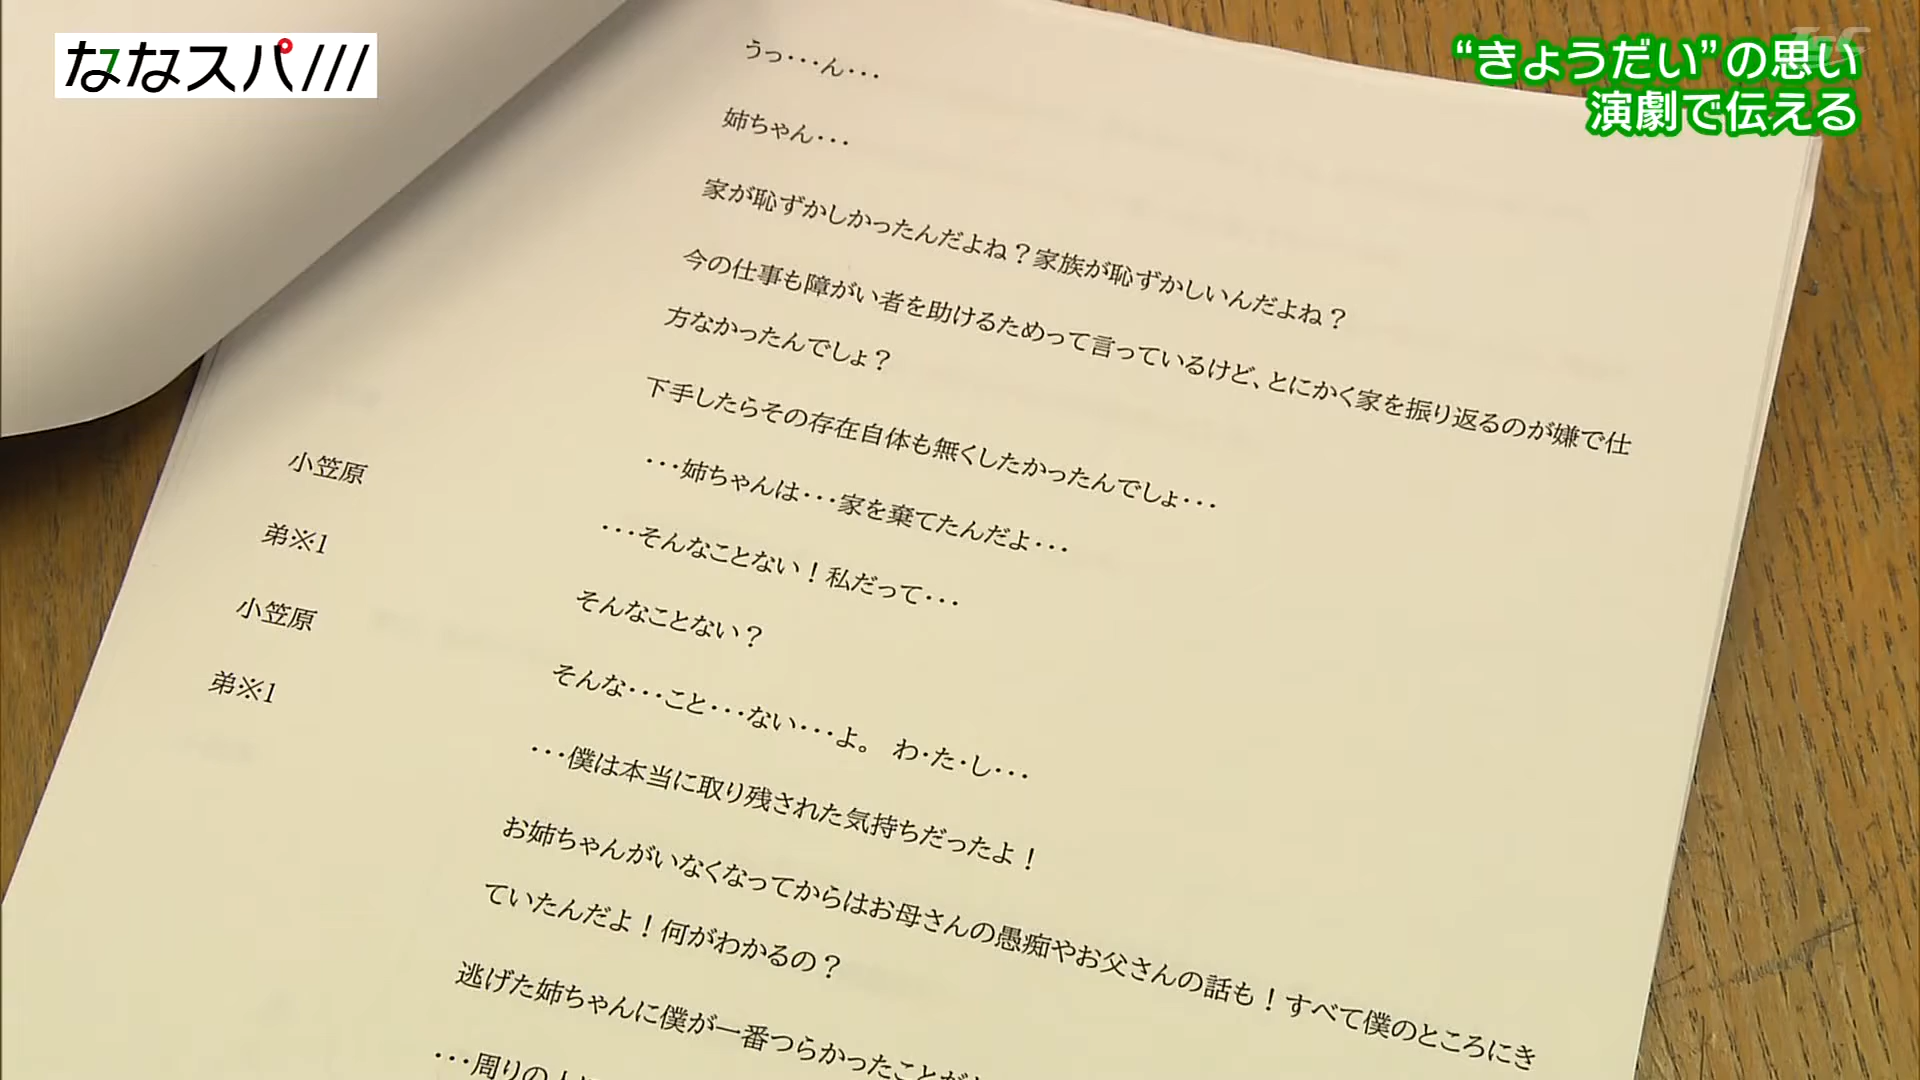 ななスパ///
“きょうだい”の思い
演劇で伝える
うっ・・・ん・・・
姉ちゃん・・・
家が恥ずかしかったんだよね？家族が恥ずかしいんだよね？
今の仕事も障がい者を助けるためって言っているけど、とにかく家を振り返るのが嫌で仕
方なかったんでしょ？
下手したらその存在自体も無くしたかったんでしょ・・・
・・・姉ちゃんは・・・家を棄てたんだよ・・・
小笠原 ・・・そんなことない！私だって・・・
弟※1 そんなことない？
小笠原 そんな・・・こと・・・ない・・・よ。 わ・た・し・・・
弟※1 ・・・僕は本当に取り残された気持ちだったよ！
お姉ちゃんがいなくなってからはお母さんの愚痴やお父さんの話も！すべて僕のところにき
ていたんだよ！何がわかるの？
逃げた姉ちゃんに僕が一番つらかったことが
・・・周りの人